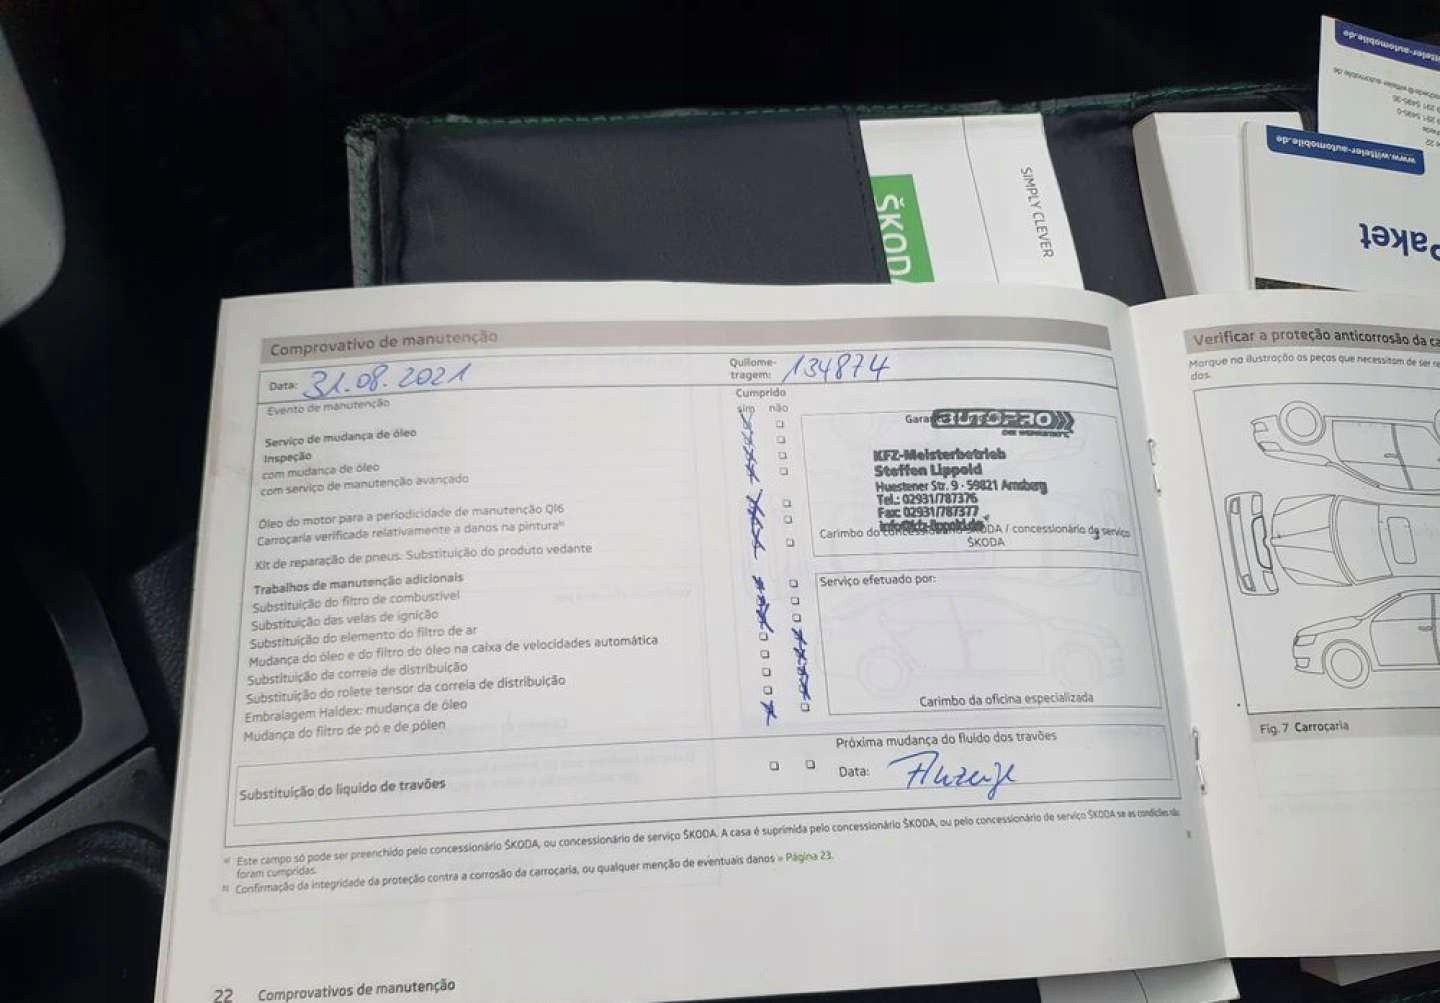 www.witteler-automobile.de
www.witteler-automobile.de
Paket
ŠKODA
SIMPLY CLEVER
Comprovativo de manutenção
Data: 31.08.2021
Quilome-
tragem: 134874
Evento de manutenção
Cumprido
sim não
Serviço de mudança de óleo
Inspeção
com mudança de óleo
com serviço de manutenção avançado
Óleo do motor para a periodicidade de manutenção QI6
Carroçaria verificada relativamente a danos na pintura
Kit de reparação de pneus: Substituição do produto vedante
Trabalhos de manutenção adicionais
Substituição do filtro de combustível
Substituição das velas de ignição
Substituição do elemento do filtro de ar
Mudança do óleo e do filtro do óleo na caixa de velocidades automática
Substituição da correia de distribuição
Substituição do rolete tensor da correia de distribuição
Embraiagem Haldex: mudança de óleo
Mudança do filtro de pó e de pólen
AUTOPRO
KFZ-Meisterbetrieb
Steffen Lippold
Huestener Str. 9 · 59821 Arnsberg
Tel.: 02931/787376
Fax: 02931/787377
info@kfz-lippold.de
Carimbo do concessionário ŠKODA / concessionário de serviço
ŠKODA
Serviço efetuado por:
Carimbo da oficina especializada
Substituição do líquido de travões
Próxima mudança do fluido dos travões
Data: Anzeige
a) Este campo só pode ser preenchido pelo concessionário ŠKODA, ou concessionário de serviço ŠKODA. A casa é suprimida pelo concessionário ŠKODA, ou pelo concessionário de serviço ŠKODA se as condições não
foram cumpridas.
b) Confirmação da integridade da proteção contra a corrosão da carroçaria, ou qualquer menção de eventuais danos » Página 23.
22 Comprovativos de manutenção
Verificar a proteção anticorrosão da ca
Marque na ilustração as peças que necessitam de ser re
das.
Fig. 7 Carroçaria